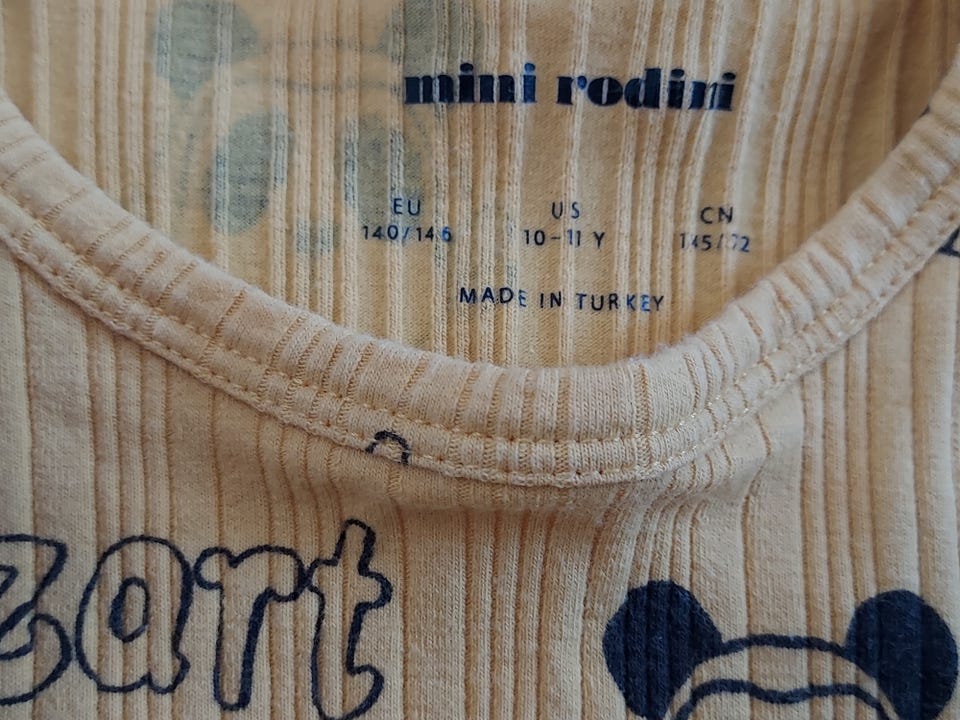 mini rodini
EU US CN
140/146 10-11 Y 145/72
MADE IN TURKEY
zart